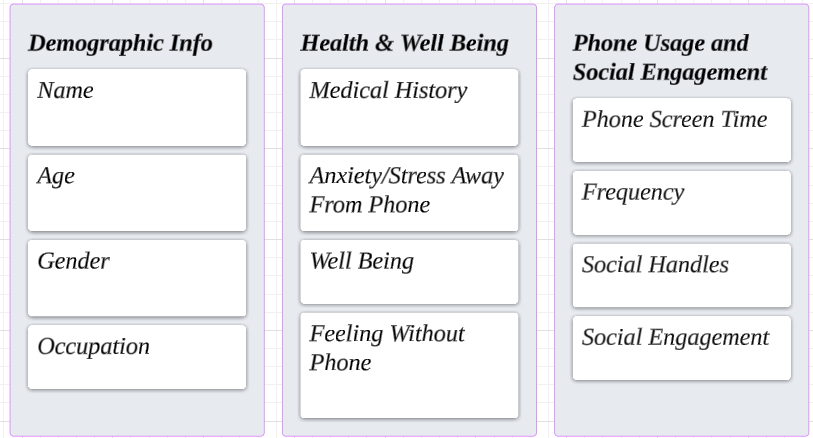 Demographic Info
Name
Age
Gender
Occupation
Health & Well Being
Medical History
Anxiety/Stress Away
From Phone
Well Being
Feeling Without
Phone
Phone Usage and
Social Engagement
Phone Screen Time
Frequency
Social Handles
Social Engagement